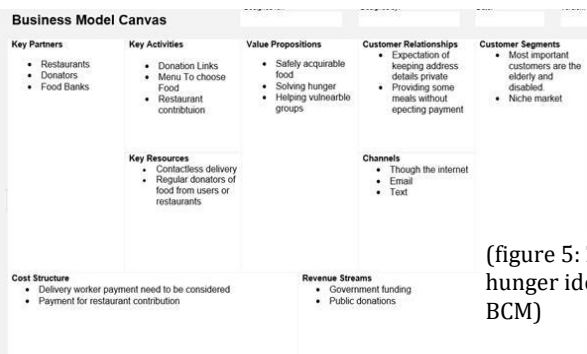 Business Model Canvas
Key Partners
• Restaurants
• Donators
• Food Banks
Key Activities
• Donation Links
• Menu To choose
Food
• Restaurant
contribtuion
Value Propositions
• Safely acquirable
food
• Solving hunger
• Helping vulnearble
groups
Customer Relationships
• Expectation of
keeping address
details private
• Providing some
meals without
epecting payment
Customer Segments
• Most important
customers are the
elderly and
disabled.
• Niche market
Key Resources
• Contactless delivery
• Regular donators of
food from users or
restaurants
Channels
• Though the internet
• Email
• Text
Cost Structure
• Delivery worker payment need to be considered
• Payment for restaurant contribution
Revenue Streams
• Government funding
• Public donations
(figure 5:
hunger
BCM)